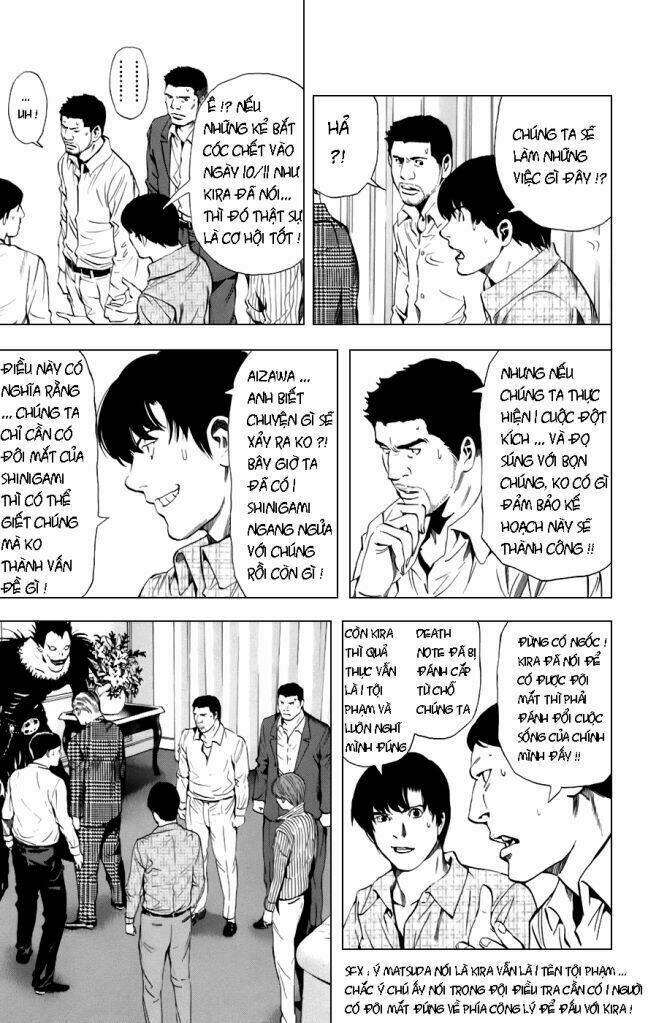 CHÚNG TA SẼ
LÀM NHỮNG
VIỆC GÌ ĐÂY !?
HẢ
?!
Ê !? NẾU
NHỮNG KẺ BẮT
CÓC CHẾT VÀO
NGÀY 10/11 NHƯ
KIRA ĐÃ NÓI...
THÌ ĐÓ THẬT SỰ
LÀ CƠ HỘI TỐT !
...
UH !
NHƯNG NẾU
CHÚNG TA THỰC
HIỆN 1 CUỘC ĐỘT
KÍCH ... VÀ ĐỌ
SÚNG VỚI BỌN
CHÚNG, KO CÓ GÌ
ĐẢM BẢO KẾ
HOẠCH NÀY SẼ
THÀNH CÔNG !!
AIZAWA ...
ANH BIẾT
CHUYỆN GÌ SẼ
XẢY RA KO ?!
BÂY GIỜ TA
ĐÃ CÓ 1
SHINIGAMI
NGANG NGỬA
VỚI CHÚNG
RỒI CÒN GÌ !
ĐIỀU NÀY CÓ
NGHĨA RẰNG
... CHÚNG TA
CHỈ CẦN CÓ
ĐÔI MẮT CỦA
SHINIGAMI
THÌ CÓ THỂ
GIẾT CHÚNG
MÀ KO
THÀNH VẤN
ĐỀ GÌ !
ĐỪNG CÓ NGỐC !
KIRA ĐÃ NÓI ĐỂ
CÓ ĐƯỢC ĐÔI
MẮT THÌ PHẢI
ĐÁNH ĐỔI CUỘC
SỐNG CỦA CHÍNH
MÌNH ĐẤY !!
DEATH
NOTE ĐÃ BỊ
ĐÁNH CẮP
TỪ CHỖ
CHÚNG TA
CÒN KIRA
THÌ QUẢ
THỰC VẪN
LÀ 1 TỘI
PHẠM VÀ
LUÔN NGHĨ
MÌNH ĐÚNG
SFX : Ý MATSUDA NÓI LÀ KIRA VẪN LÀ 1 TÊN TỘI PHẠM ...
CHẮC Ý CHÚ ẤY NÓI TRONG ĐỘI ĐIỀU TRA CẦN CÓ 1 NGƯỜI
CÓ ĐÔI MẮT ĐỨNG VỀ PHÍA CÔNG LÝ ĐỂ ĐẤU VỚI KIRA !